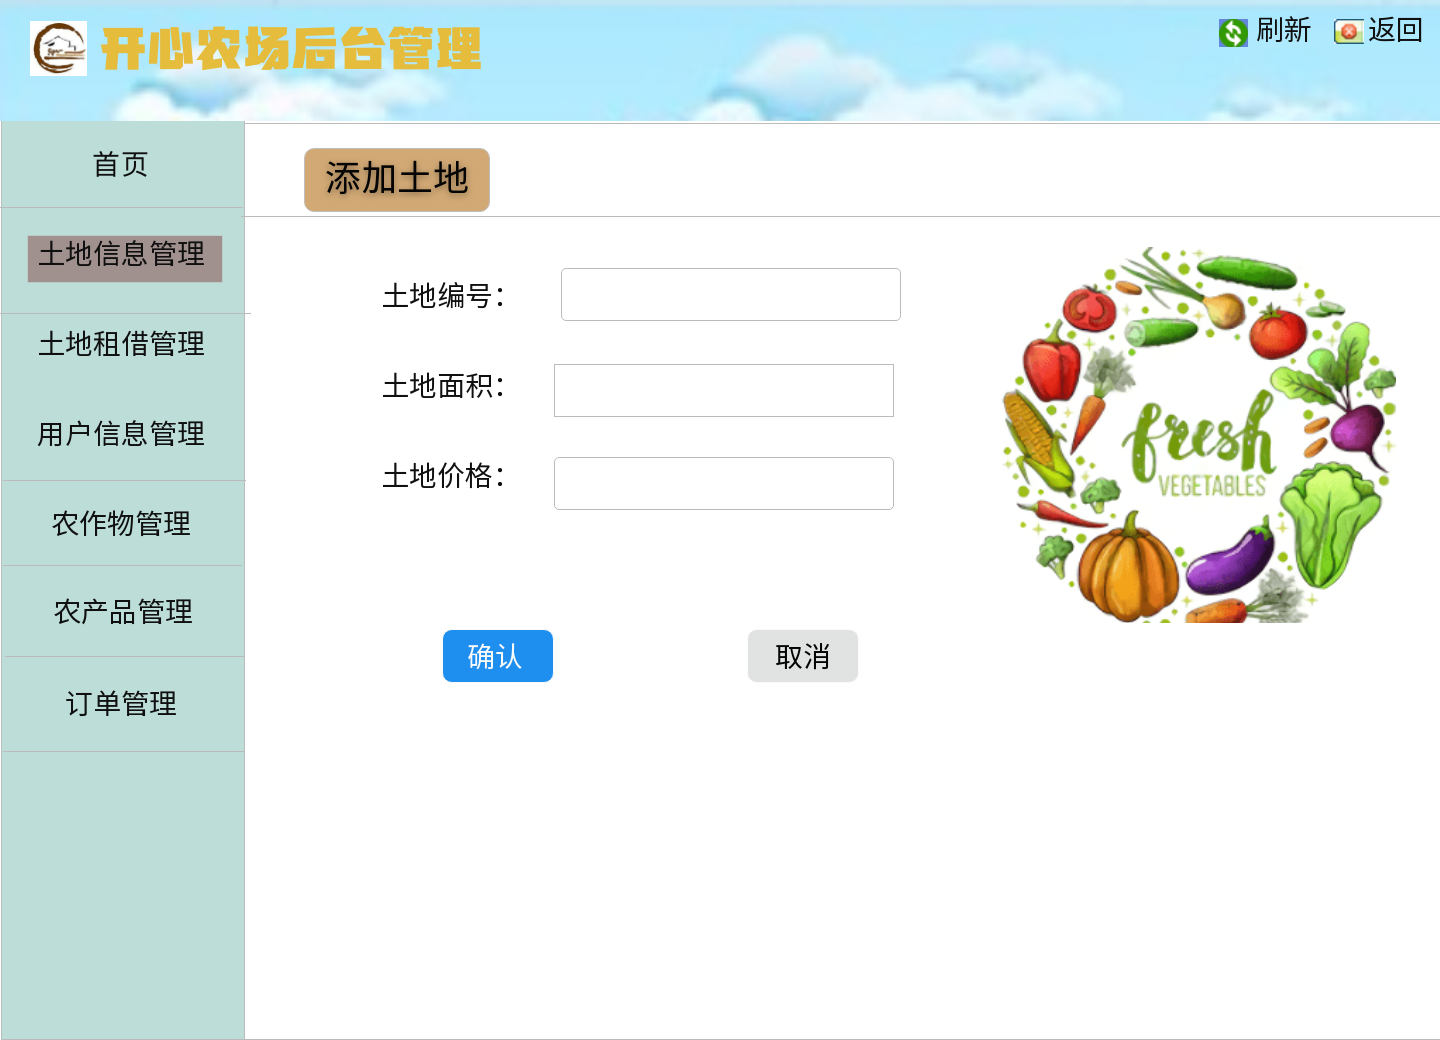 开心农场后台管理
刷新
返回
首页
土地信息管理
土地租借管理
用户信息管理
农作物管理
农产品管理
订单管理
添加土地
土地编号：
土地面积：
土地价格：
确认
取消
fresh
VEGETABLES